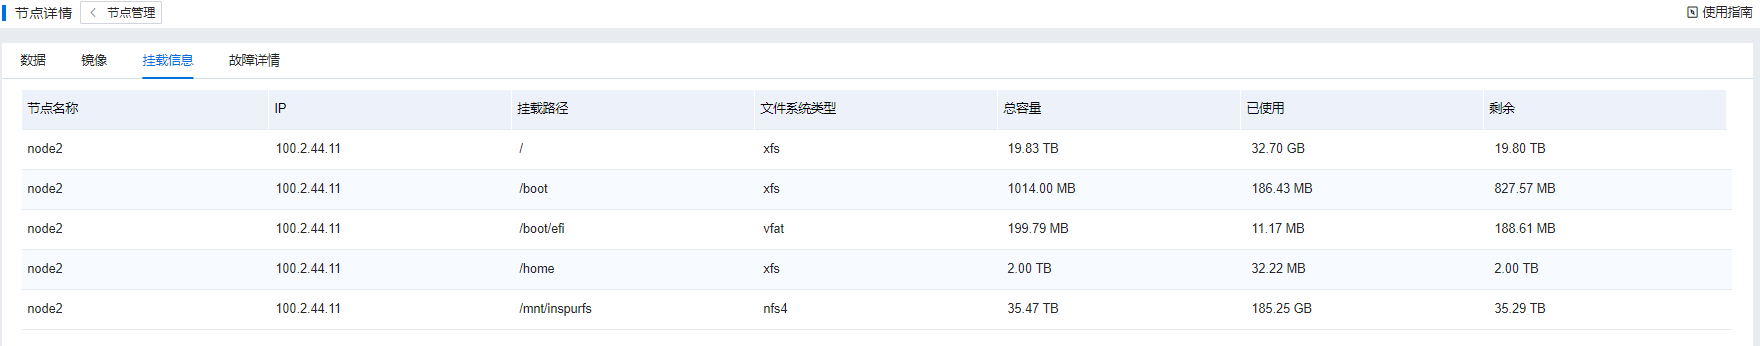 节点详情 节点管理 使用指南
数据 镜像 挂载信息 故障详情
节点名称 IP 挂载路径 文件系统类型 总容量 已使用 剩余
node2 100.2.44.11 / xfs 19.83 TB 32.70 GB 19.80 TB
node2 100.2.44.11 /boot xfs 1014.00 MB 186.43 MB 827.57 MB
node2 100.2.44.11 /boot/efi vfat 199.79 MB 11.17 MB 188.61 MB
node2 100.2.44.11 /home xfs 2.00 TB 32.22 MB 2.00 TB
node2 100.2.44.11 /mnt/inspurfs nfs4 35.47 TB 185.25 GB 35.29 TB